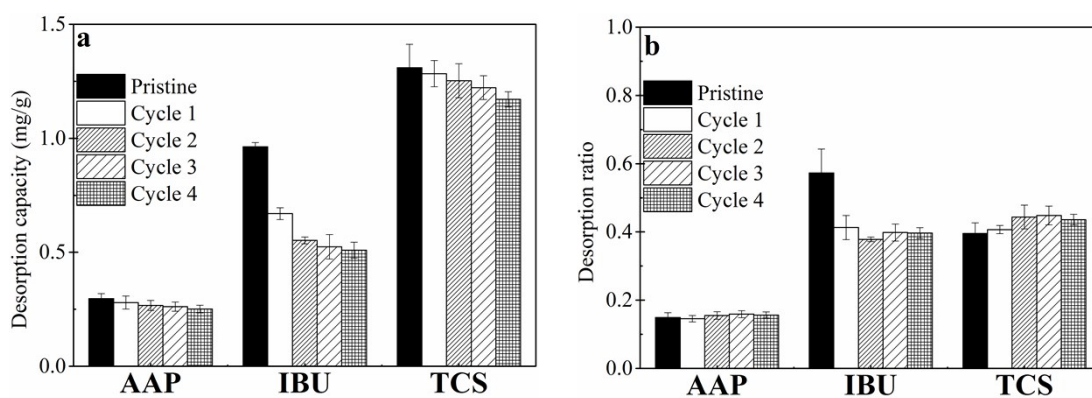 a
Desorption capacity (mg/g)
1.5
1.0
0.5
0.0
Pristine
Cycle 1
Cycle 2
Cycle 3
Cycle 4
AAP IBU TCS
b
Desorption ratio
1.0
0.8
0.6
0.4
0.2
0.0
Pristine
Cycle 1
Cycle 2
Cycle 3
Cycle 4
AAP IBU TCS